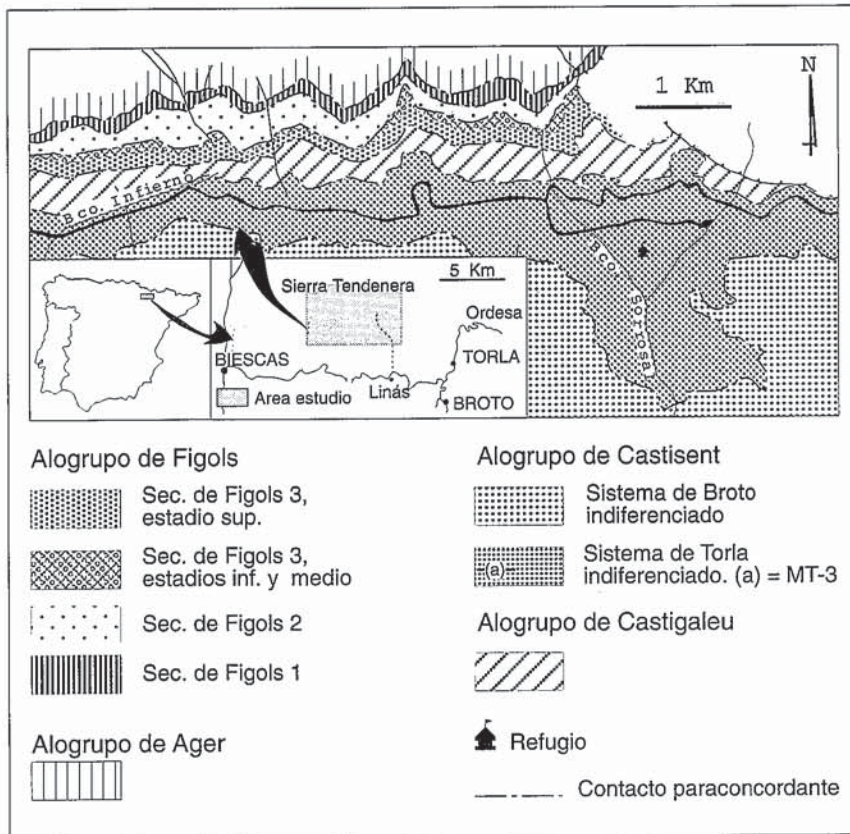 1 Km
N
Bco. Infierno
Bco. Sorrosal
5 Km
Sierra Tendenera
Ordesa
BIESCAS
TORLA
Linás
Area estudio
BROTO
Alogrupo de Figols
Sec. de Figols 3,
estadio sup.
Sec. de Figols 3,
estadios inf. y medio
Sec. de Figols 2
Sec. de Figols 1
Alogrupo de Ager
Alogrupo de Castisent
Sistema de Broto
indiferenciado
(a)
Sistema de Torla
indiferenciado. (a) = MT-3
Alogrupo de Castigaleu
Refugio
Contacto paraconcordante